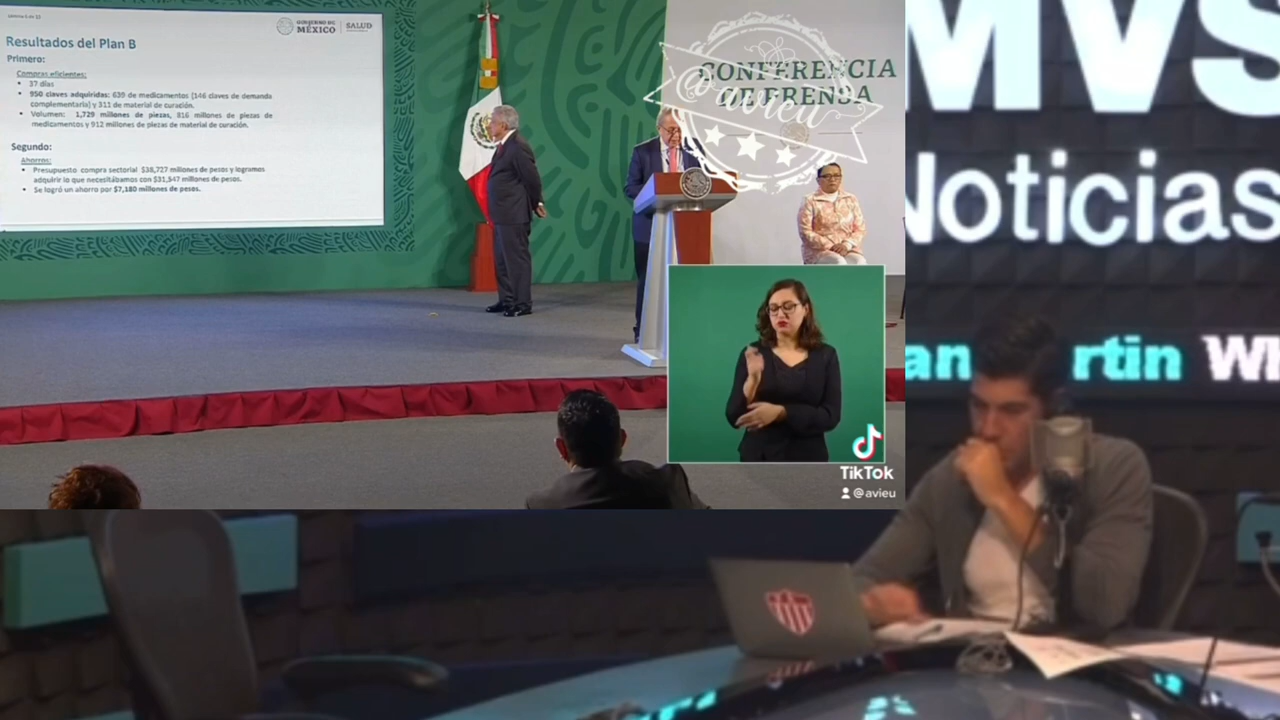 Resultados del Plan B
GOBIERNO DE
MÉXICO
SALUD
Primero:
Compras eficientes:
• 37 días
• 950 claves adquiridas: 639 de medicamentos (146 claves de demanda
complementaria) y 311 de material de curación.
• Volumen: 1,729 millones de piezas, 816 millones de piezas de
medicamentos y 912 millones de piezas de material de curación.
Segundo:
Ahorros:
• Presupuesto compra sectorial $38,727 millones de pesos y logramos
adquirir lo que necesitábamos con $31,547 millones de pesos.
• Se logró un ahorro por $7,180 millones de pesos.
CONFERENCIA
DE PRENSA
avieu
TikTok
@avieu
MVS
Noticias
an rtin Wh